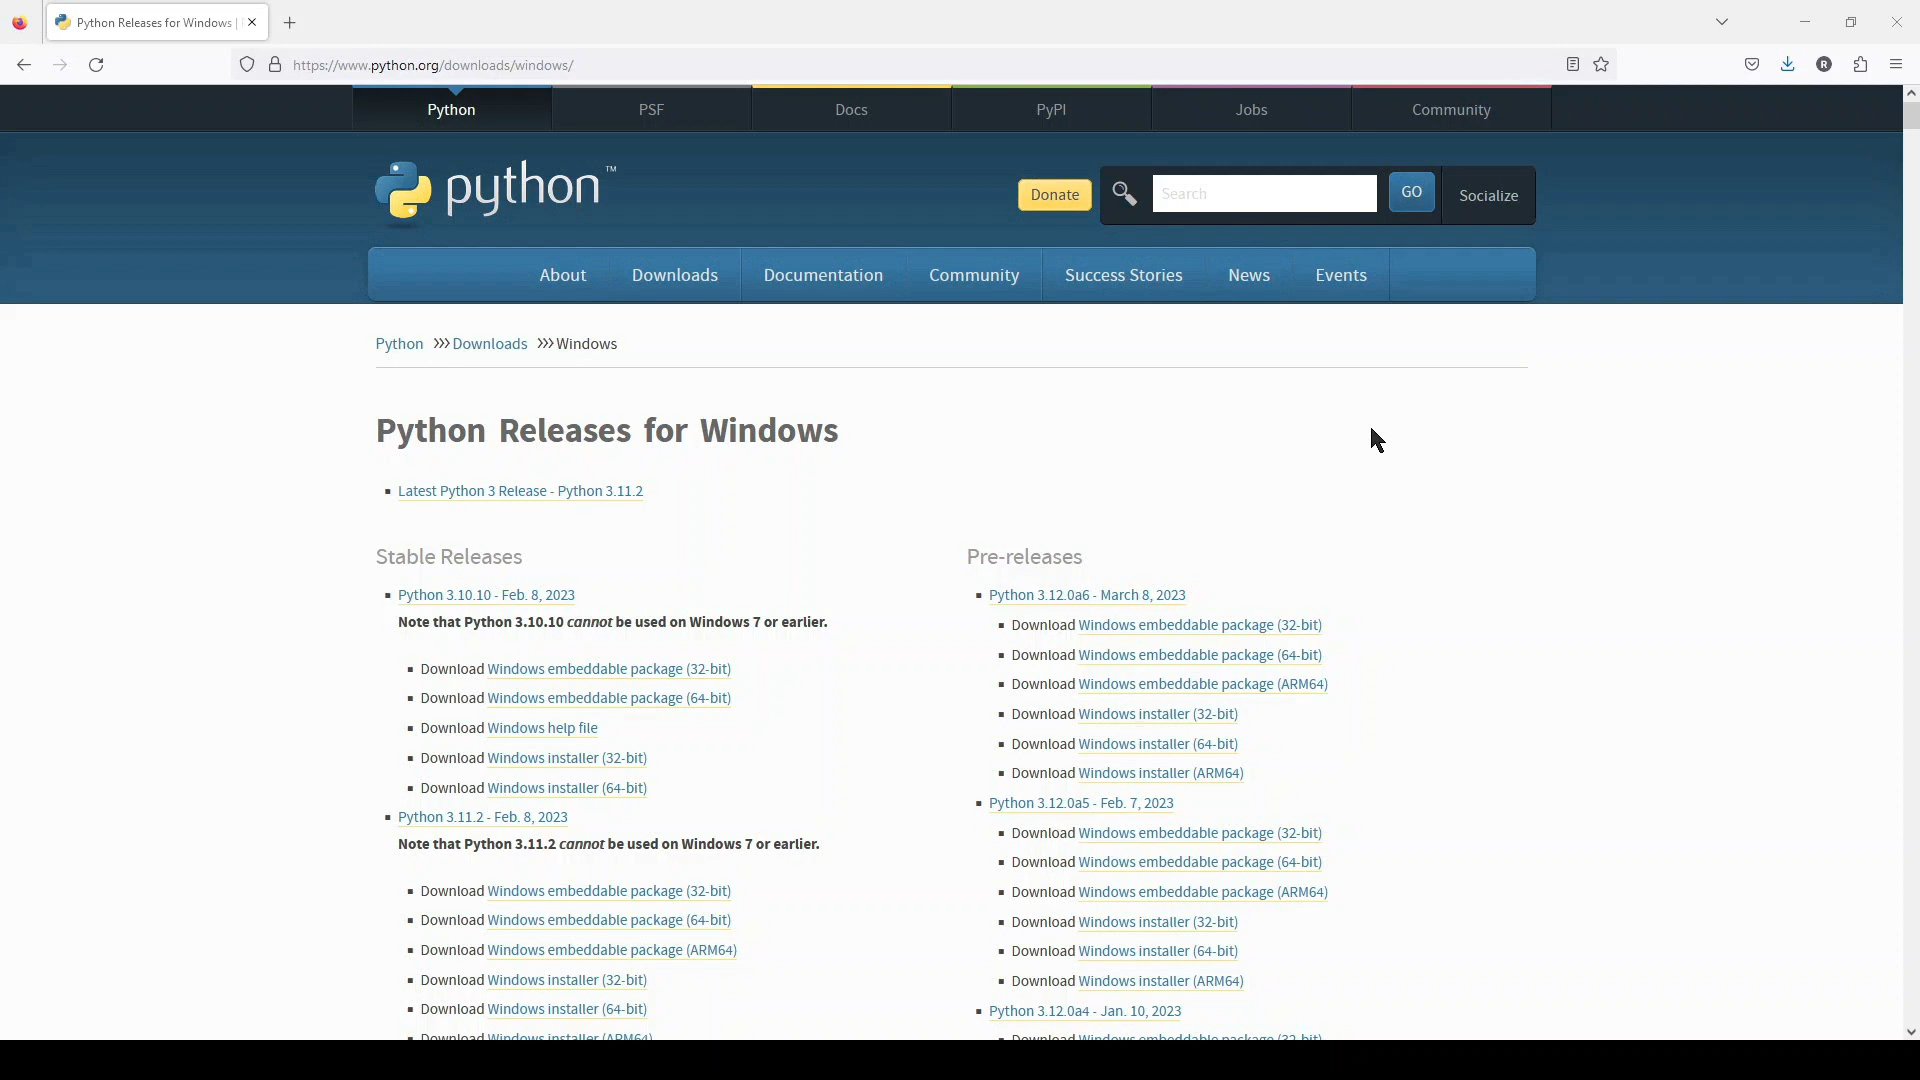 Python Releases for Windows |
https://www.python.org/downloads/windows/
R
Python
PSF
Docs
PyPI
Jobs
Community
python™
Donate
Search
GO
Socialize
About
Downloads
Documentation
Community
Success Stories
News
Events
Python >>> Downloads >>> Windows
Python Releases for Windows
Latest Python 3 Release - Python 3.11.2
Stable Releases
Python 3.10.10 - Feb. 8, 2023
Note that Python 3.10.10 cannot be used on Windows 7 or earlier.
Download Windows embeddable package (32-bit)
Download Windows embeddable package (64-bit)
Download Windows help file
Download Windows installer (32-bit)
Download Windows installer (64-bit)
Python 3.11.2 - Feb. 8, 2023
Note that Python 3.11.2 cannot be used on Windows 7 or earlier.
Download Windows embeddable package (32-bit)
Download Windows embeddable package (64-bit)
Download Windows embeddable package (ARM64)
Download Windows installer (32-bit)
Download Windows installer (64-bit)
Download Windows installer (ARM64)
Pre-releases
Python 3.12.0a6 - March 8, 2023
Download Windows embeddable package (32-bit)
Download Windows embeddable package (64-bit)
Download Windows embeddable package (ARM64)
Download Windows installer (32-bit)
Download Windows installer (64-bit)
Download Windows installer (ARM64)
Python 3.12.0a5 - Feb. 7, 2023
Download Windows embeddable package (32-bit)
Download Windows embeddable package (64-bit)
Download Windows embeddable package (ARM64)
Download Windows installer (32-bit)
Download Windows installer (64-bit)
Download Windows installer (ARM64)
Python 3.12.0a4 - Jan. 10, 2023
Download Windows embeddable package (32-bit)